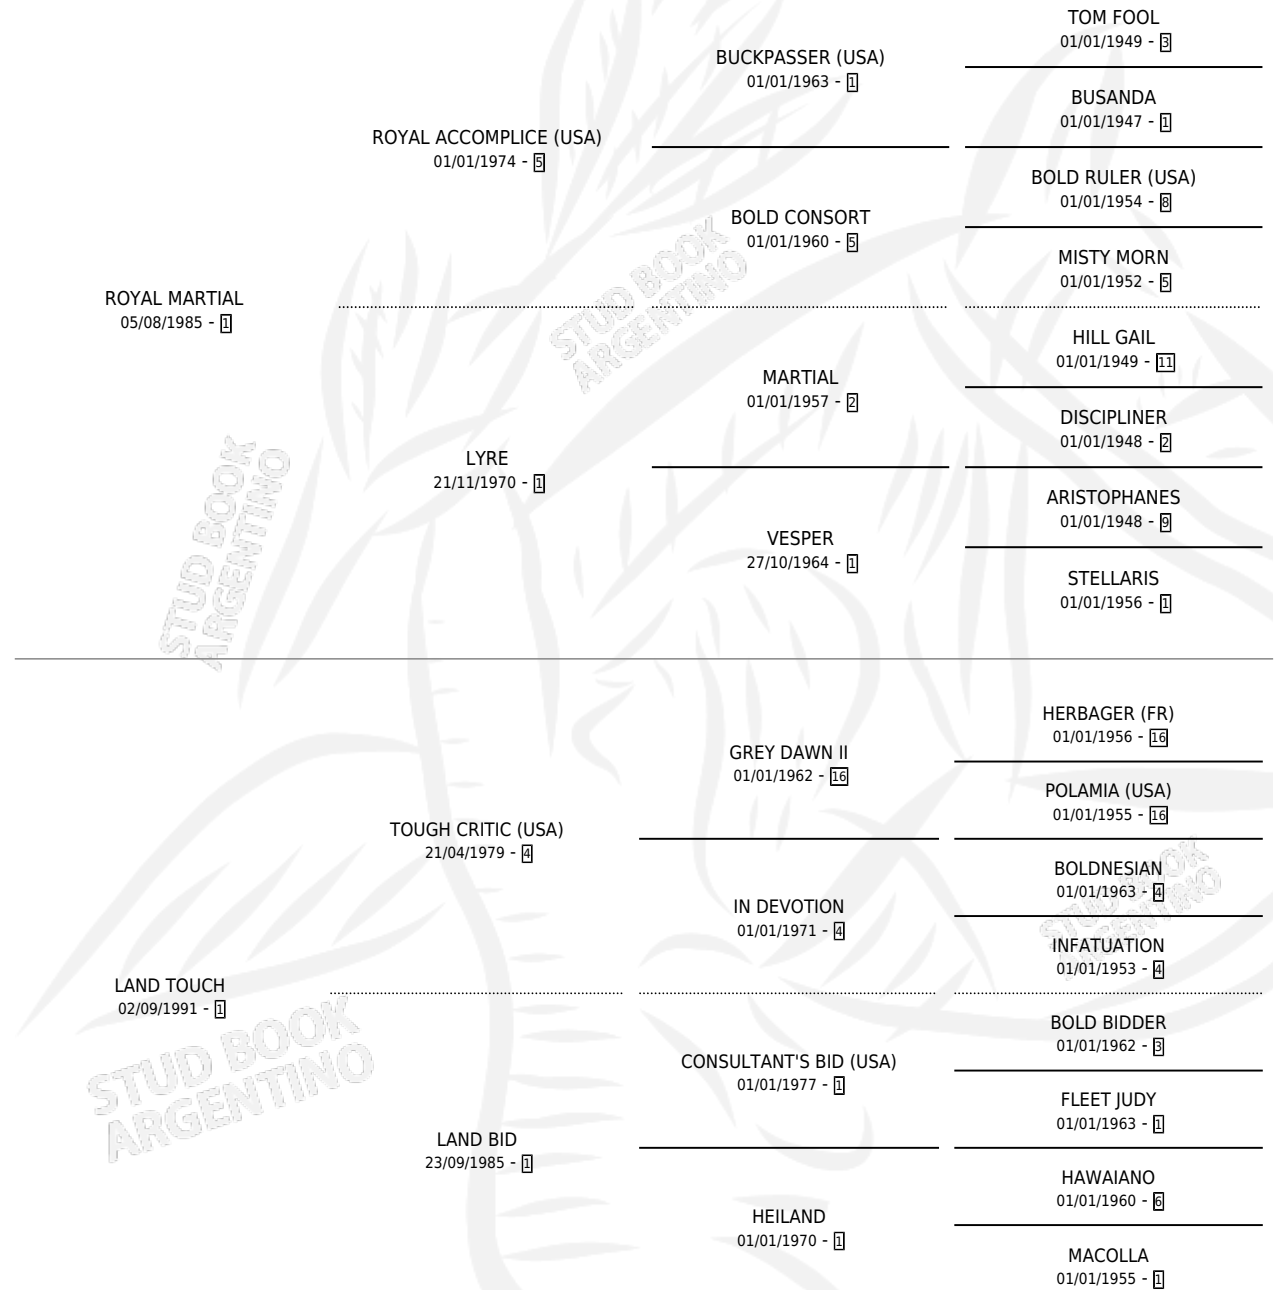 TOM FOOL
01/01/1949 - 3
BUCKPASSER (USA)
01/01/1963 - 1
BUSANDA
01/01/1947 - 1
ROYAL ACCOMPLICE (USA)
01/01/1974 - 5
BOLD RULER (USA)
01/01/1954 - 8
BOLD CONSORT
01/01/1960 - 5
MISTY MORN
01/01/1952 - 5
ROYAL MARTIAL
05/08/1985 - 1
HILL GAIL
01/01/1949 - 11
MARTIAL
01/01/1957 - 2
DISCIPLINER
01/01/1948 - 2
LYRE
21/11/1970 - 1
ARISTOPHANES
01/01/1948 - 9
VESPER
27/10/1964 - 1
STELLARIS
01/01/1956 - 1
HERBAGER (FR)
01/01/1956 - 16
GREY DAWN II
01/01/1962 - 16
POLAMIA (USA)
01/01/1955 - 16
TOUGH CRITIC (USA)
21/04/1979 - 4
BOLDNESIAN
01/01/1963 - 4
IN DEVOTION
01/01/1971 - 4
INFATUATION
01/01/1953 - 4
LAND TOUCH
02/09/1991 - 1
BOLD BIDDER
01/01/1962 - 3
CONSULTANT'S BID (USA)
01/01/1977 - 1
FLEET JUDY
01/01/1963 - 1
LAND BID
23/09/1985 - 1
HAWAIANO
01/01/1960 - 6
HEILAND
01/01/1970 - 1
MACOLLA
01/01/1955 - 1
STUD BOOK
ARGENTINO
STUD BOOK
ARGENTINO
STUD BOOK
ARGENTINO
STUD BOOK
ARGENTINO